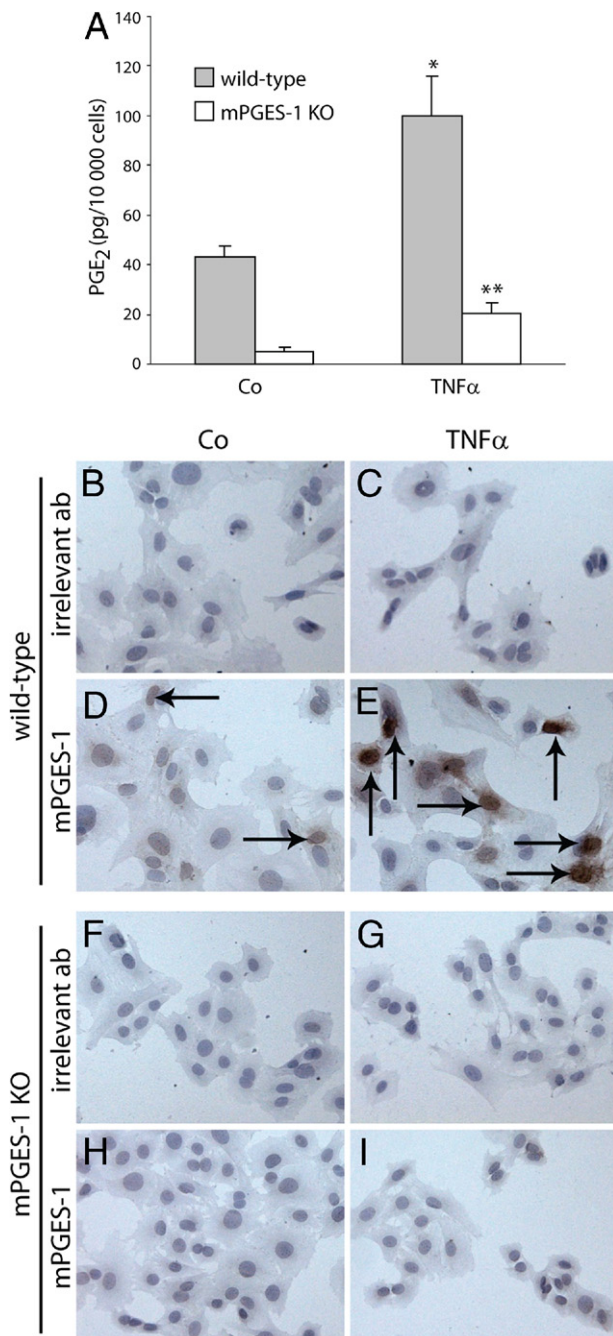 A
140
120
100
80
60
40
20
0
PGE₂ (pg/10 000 cells)
wild-type
mPGES-1 KO
*
**
Co
TNFα
Co
TNFα
wild-type
irrelevant ab
B
C
mPGES-1
D
E
mPGES-1 KO
irrelevant ab
F
G
mPGES-1
H
I